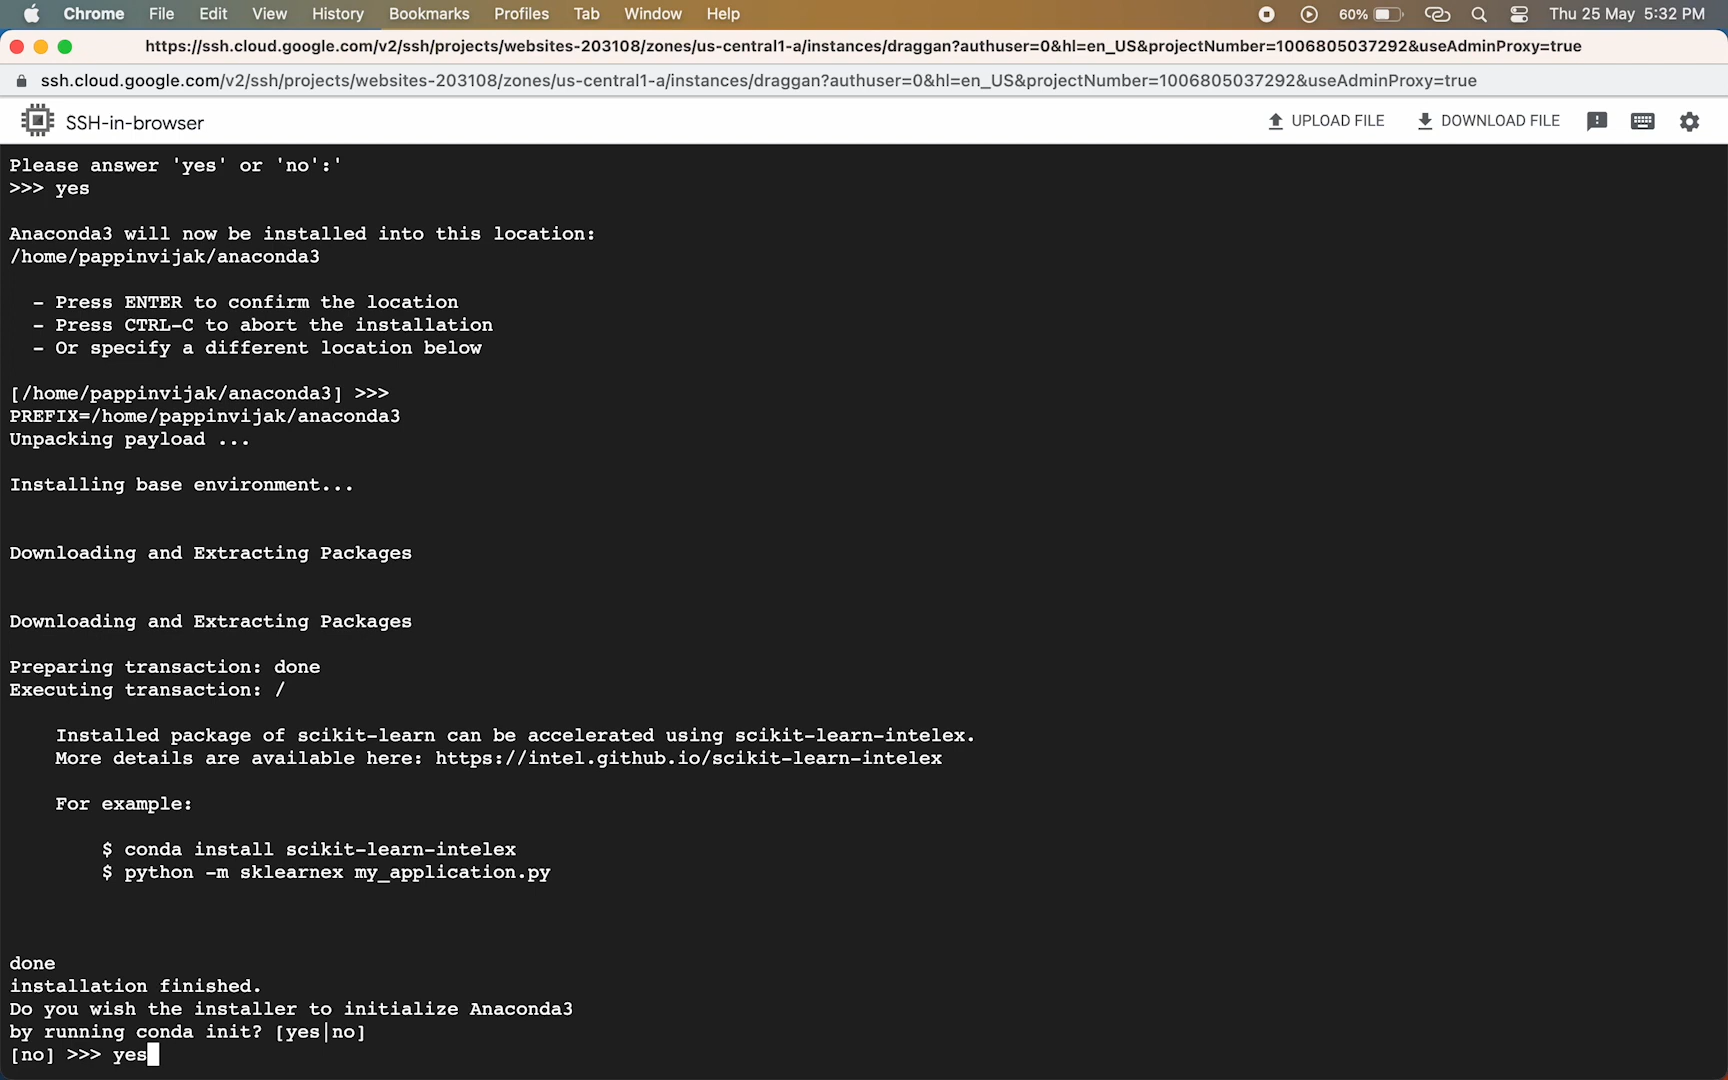 Chrome File Edit View History Bookmarks Profiles Tab Window Help 60% Thu 25 May 5:32 PM
https://ssh.cloud.google.com/v2/ssh/projects/websites-203108/zones/us-central1-a/instances/draggan?authuser=0&hl=en_US&projectNumber=1006805037292&useAdminProxy=true
ssh.cloud.google.com/v2/ssh/projects/websites-203108/zones/us-central1-a/instances/draggan?authuser=0&hl=en_US&projectNumber=1006805037292&useAdminProxy=true
SSH-in-browser UPLOAD FILE DOWNLOAD FILE
Please answer 'yes' or 'no':'
>>> yes
Anaconda3 will now be installed into this location:
/home/pappinvijak/anaconda3
- Press ENTER to confirm the location
- Press CTRL-C to abort the installation
- Or specify a different location below
[/home/pappinvijak/anaconda3] >>>
PREFIX=/home/pappinvijak/anaconda3
Unpacking payload ...
Installing base environment...
Downloading and Extracting Packages
Downloading and Extracting Packages
Preparing transaction: done
Executing transaction: /
Installed package of scikit-learn can be accelerated using scikit-learn-intelex.
More details are available here: https://intel.github.io/scikit-learn-intelex
For example:
$ conda install scikit-learn-intelex
$ python -m sklearnex my_application.py
done
installation finished.
Do you wish the installer to initialize Anaconda3
by running conda init? [yes|no]
[no] >>> yes